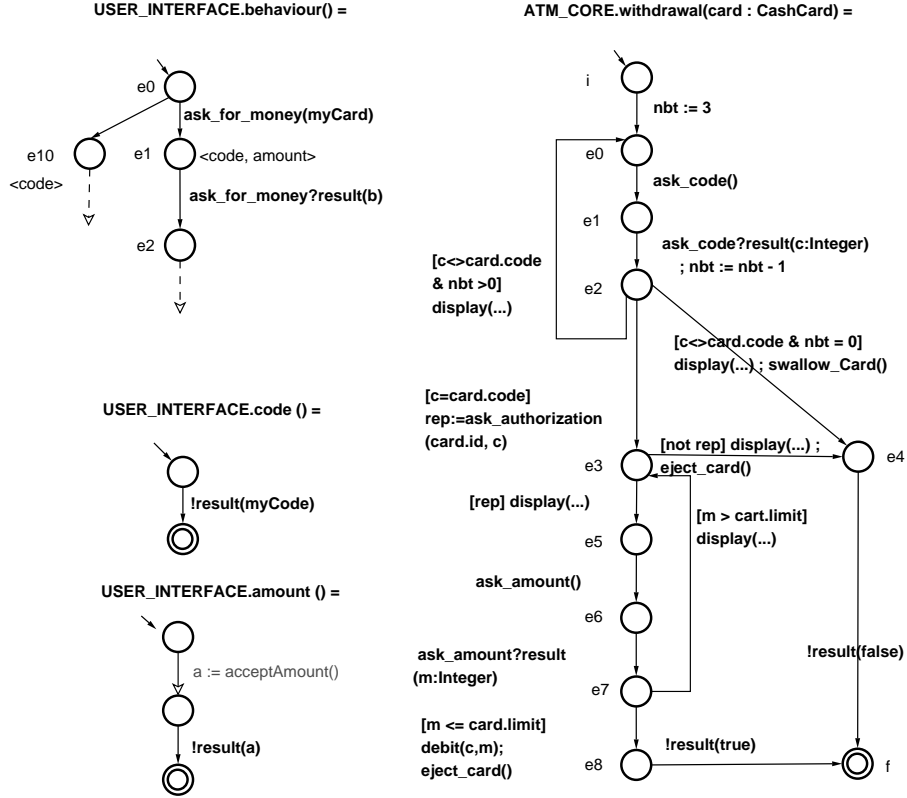 USER_INTERFACE.behaviour() =
e0
ask_for_money(myCard)
e10
e1
<code, amount>
<code>
ask_for_money?result(b)
e2
USER_INTERFACE.code () =
!result(myCode)
USER_INTERFACE.amount () =
a := acceptAmount()
!result(a)
ATM_CORE.withdrawal(card : CashCard) =
i
nbt := 3
e0
ask_code()
e1
ask_code?result(c:Integer)
; nbt := nbt - 1
[c<>card.code
& nbt >0]
display(...)
e2
[c<>card.code & nbt = 0]
display(...) ; swallow_Card()
[c=card.code]
rep:=ask_authorization
(card.id, c)
[not rep] display(...) ;
eject_card()
e3
e4
[rep] display(...)
[m > cart.limit]
display(...)
e5
ask_amount()
e6
ask_amount?result
(m:Integer)
!result(false)
e7
[m <= card.limit]
debit(c,m);
eject_card()
!result(true)
e8
f